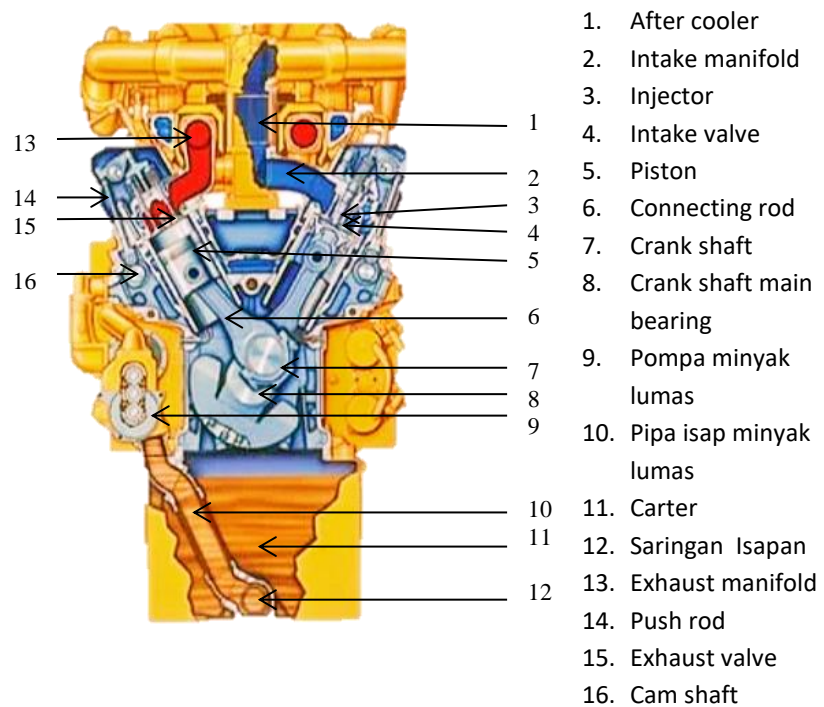 13
14
15
16
1
2
3
4
5
6
7
8
9
10
11
12
1. After cooler
2. Intake manifold
3. Injector
4. Intake valve
5. Piston
6. Connecting rod
7. Crank shaft
8. Crank shaft main
bearing
9. Pompa minyak
lumas
10. Pipa isap minyak
lumas
11. Carter
12. Saringan Isapan
13. Exhaust manifold
14. Push rod
15. Exhaust valve
16. Cam shaft